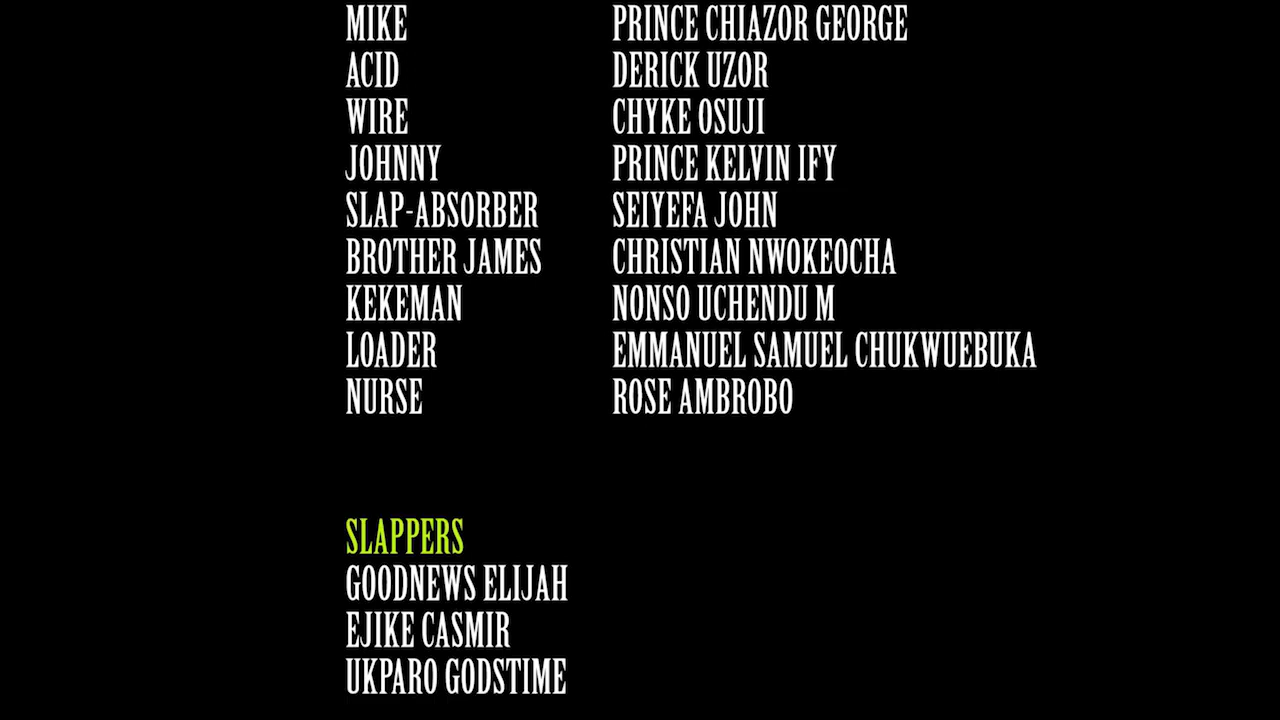 MIKE PRINCE CHIAZOR GEORGE
ACID DERICK UZOR
WIRE CHYKE OSUJI
JOHNNY PRINCE KELVIN IFY
SLAP-ABSORBER SEIYEFA JOHN
BROTHER JAMES CHRISTIAN NWOKEOCHA
KEKEMAN NONSO UCHENDU M
LOADER EMMANUEL SAMUEL CHUKWUEBUKA
NURSE ROSE AMBROBO
SLAPPERS
GOODNEWS ELIJAH
EJIKE CASMIR
UKPARO GODSTIME